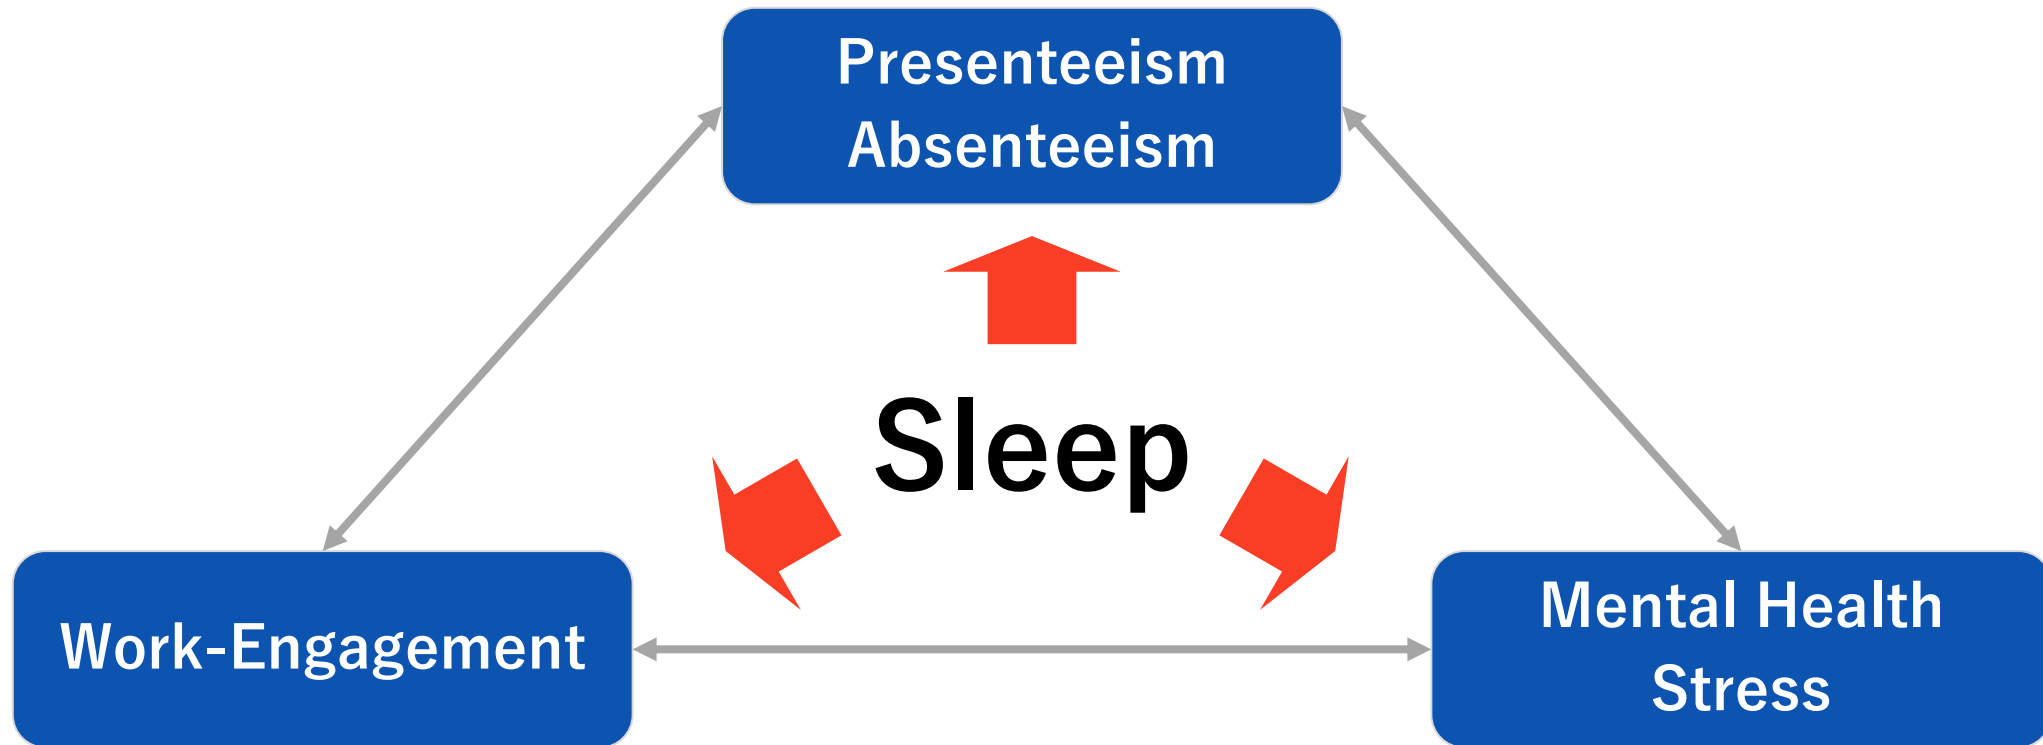 Presenteeism
Absenteeism
Sleep
Work-Engagement
Mental Health
Stress